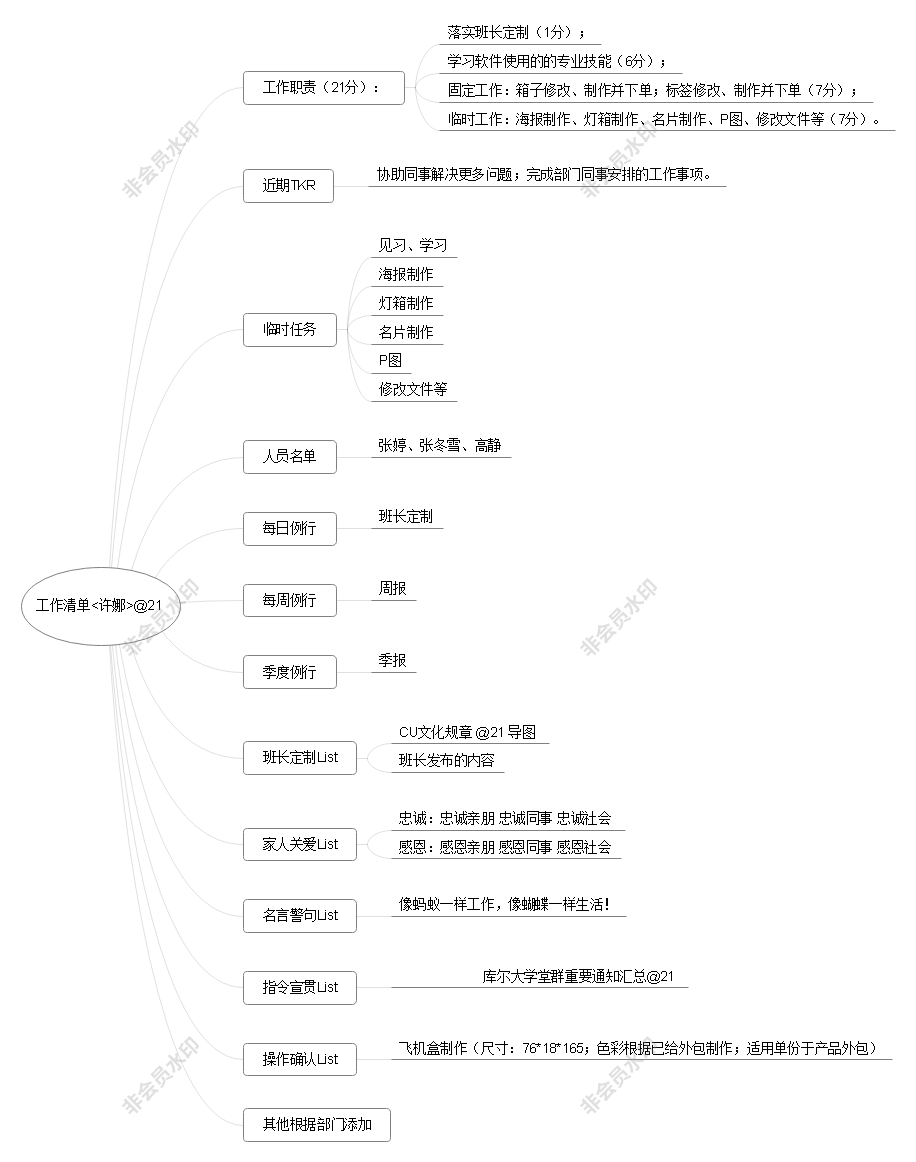 落实班长定制（1分）；
工作职责（21分）：
学习软件使用的的专业技能（6分）；
固定工作：箱子修改、制作并下单；标签修改、制作并下单（7分）；
临时工作：海报制作、灯箱制作、名片制作、P图、修改文件等（7分）。
近期TKR
协助同事解决更多问题；完成部门同事安排的工作事项。
临时任务
见习、学习
海报制作
灯箱制作
名片制作
P图
修改文件等
人员名单
张婷、张冬雪、高静
每日例行
班长定制
工作清单<许娜>@21
每周例行
周报
季度例行
季报
班长定制List
CU文化规章 @21 导图
班长发布的内容
家人关爱List
忠诚：忠诚亲朋 忠诚同事 忠诚社会
感恩：感恩亲朋 感恩同事 感恩社会
名言警句List
像蚂蚁一样工作，像蝴蝶一样生活！
指令宣贯List
库尔大学堂群重要通知汇总@21
操作确认List
飞机盒制作（尺寸：76*18*165；色彩根据已给外包制作；适用单份于产品外包）
其他根据部门添加
非会员水印
非会员水印
非会员水印
非会员水印
非会员水印
非会员水印